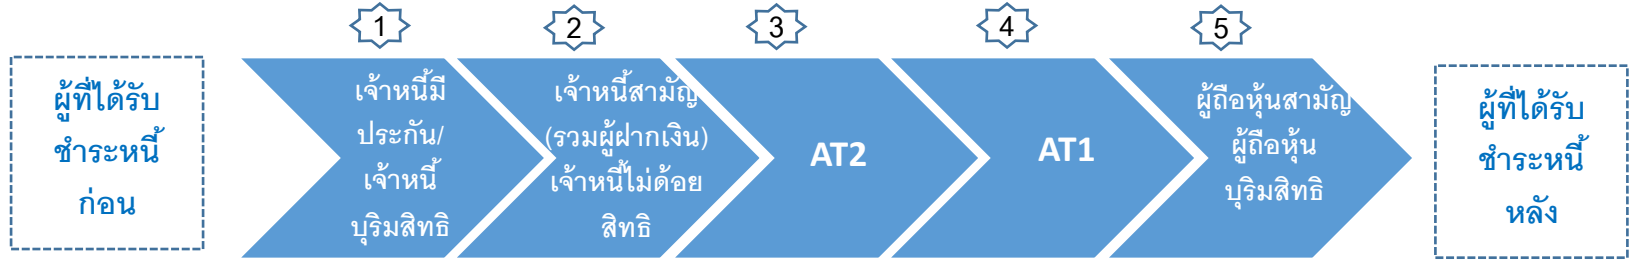 1
2
3
4
5
ผู้ที่ได้รับ
ชำระหนี้
ก่อน
เจ้าหนี้มี
ประกัน/
เจ้าหนี้
บุริมสิทธิ
เจ้าหนี้สามัญ
(รวมผู้ฝากเงิน)
เจ้าหนี้ไม่ด้อย
สิทธิ
AT2
AT1
ผู้ถือหุ้นสามัญ
ผู้ถือหุ้น
บุริมสิทธิ
ผู้ที่ได้รับ
ชำระหนี้
หลัง